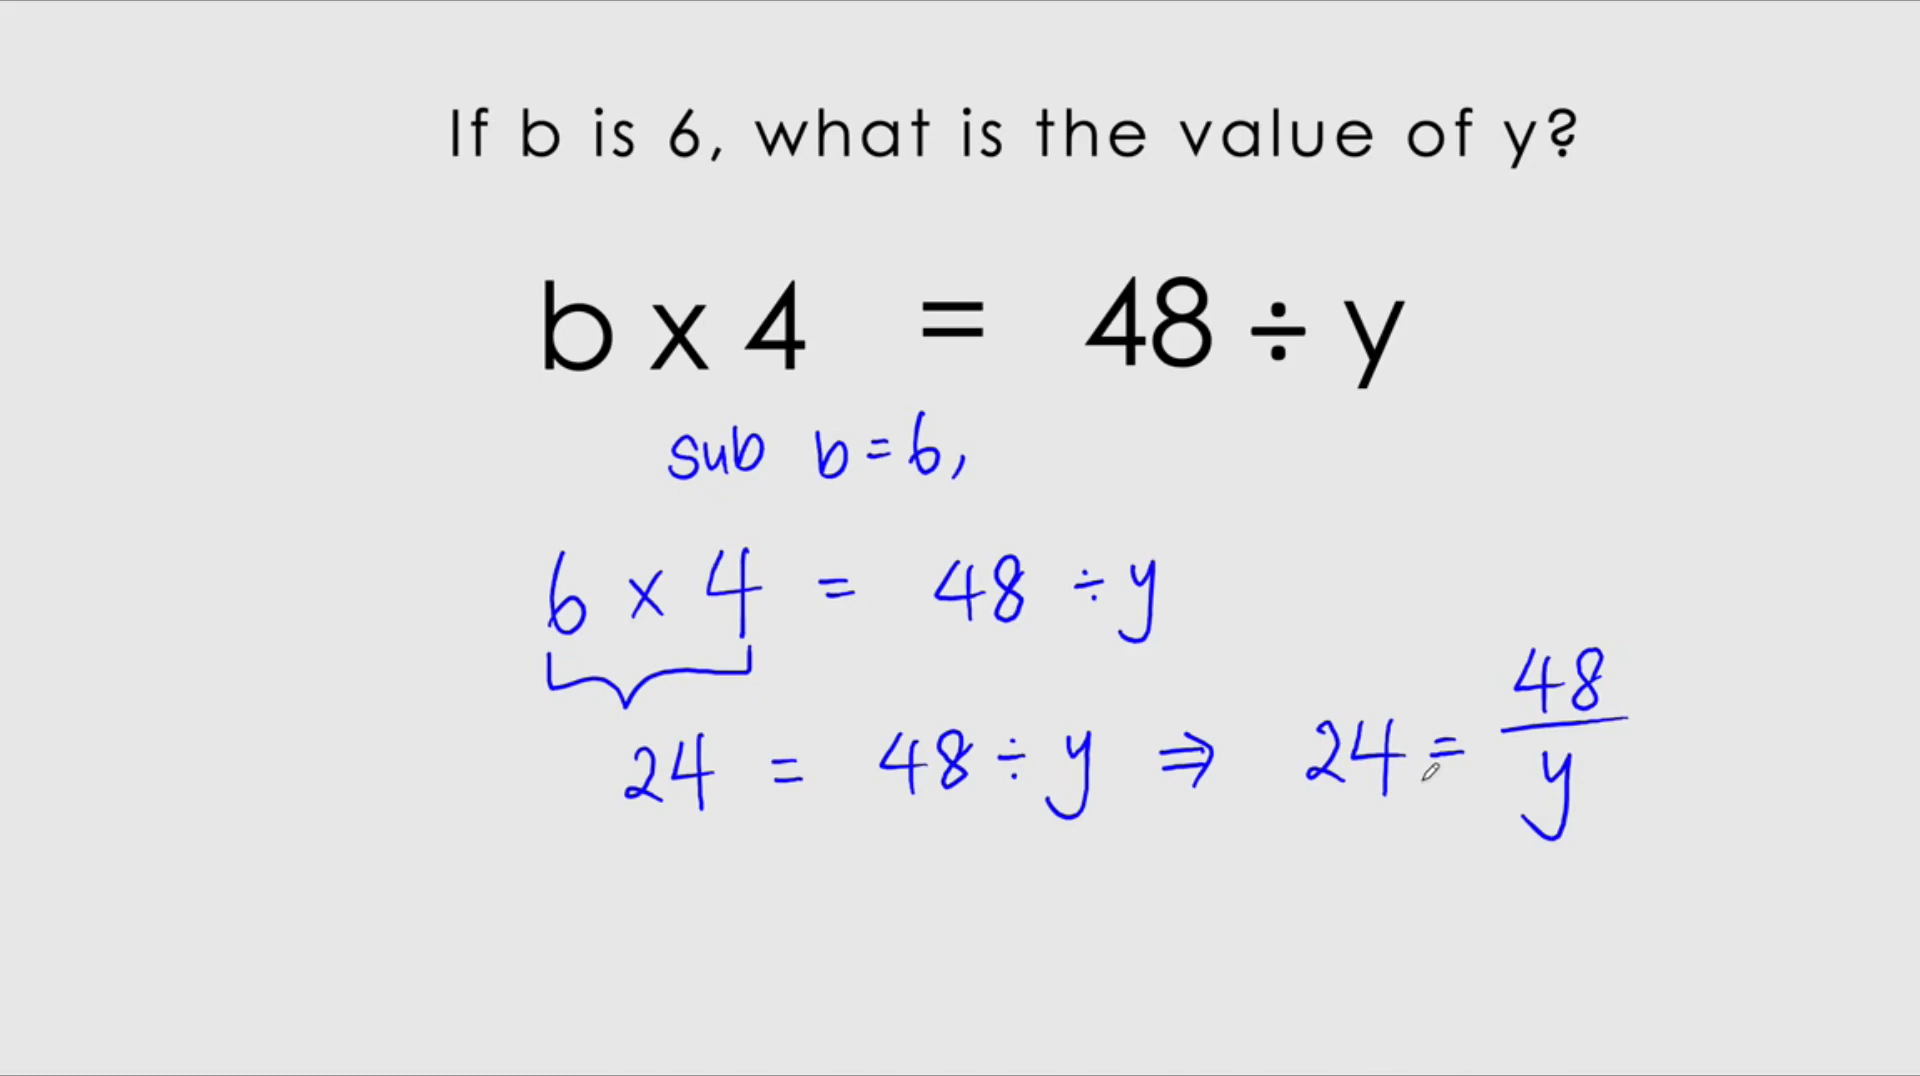 If b is 6, what is the value of y?
b x 4 = 48 ÷ y
sub b = 6,
6 x 4 = 48 ÷ y
24 = 48 ÷ y ⇒ 24 = 48/y